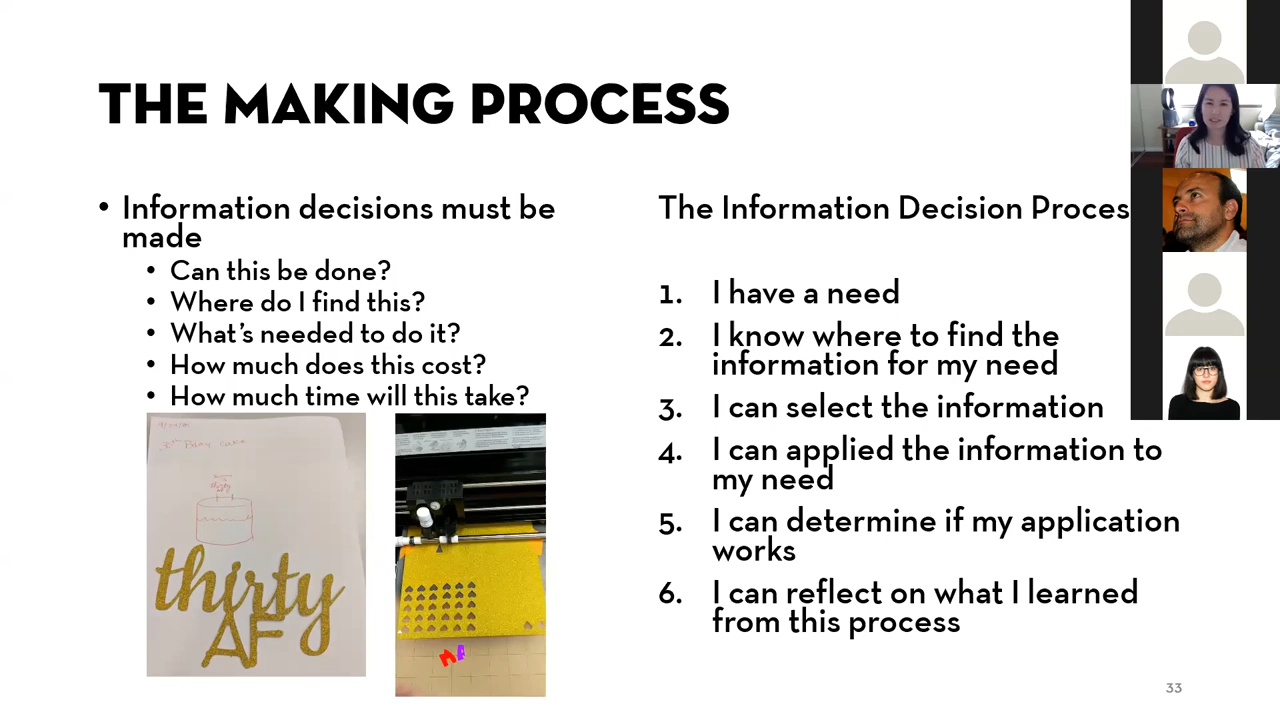 THE MAKING PROCESS
• Information decisions must be
made
• Can this be done?
• Where do I find this?
• What's needed to do it?
• How much does this cost?
• How much time will this take?
thirty
AF
The Information Decision Proces
1. I have a need
2. I know where to find the
information for my need
3. I can select the information
4. I can applied the information to
my need
5. I can determine if my application
works
6. I can reflect on what I learned
from this process
33